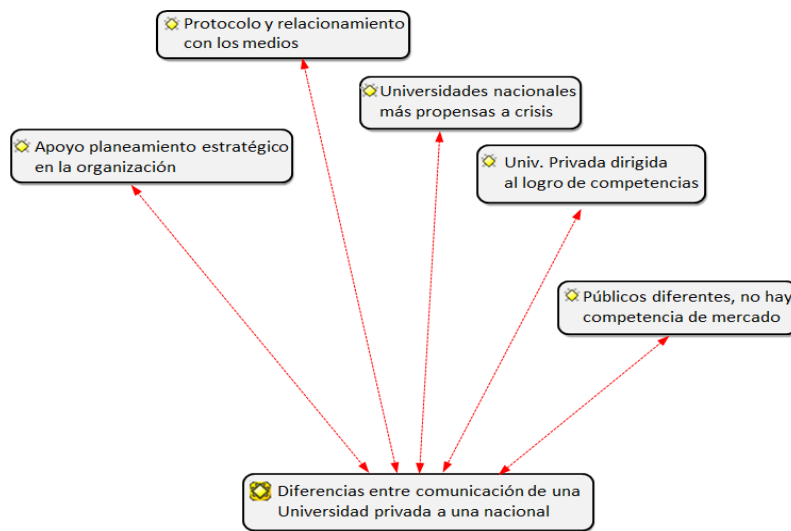 Protocolo y relacionamiento
con los medios
Universidades nacionales
más propensas a crisis
Apoyo planeamiento estratégico
en la organización
Univ. Privada dirigida
al logro de competencias
Públicos diferentes, no hay
competencia de mercado
Diferencias entre comunicación de una
Universidad privada a una nacional